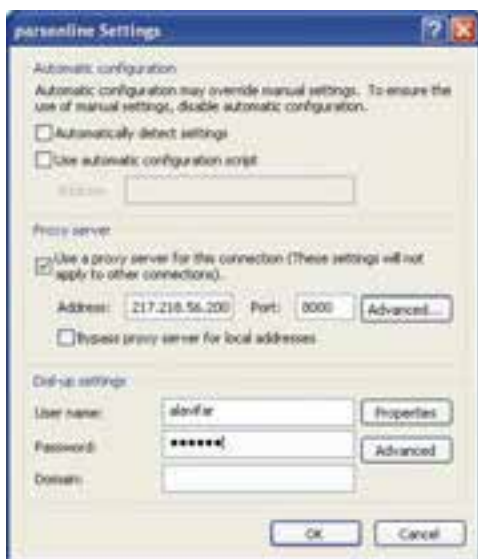 parsonline Settings
Automatic configuration
Automatic configuration may override manual settings. To ensure the
use of manual settings, disable automatic configuration.
Automatically detect settings
Use automatic configuration script
Address
Proxy server
Use a proxy server for this connection (These settings will not
apply to other connections).
Address: 217.218.56.200 Port: 8000 Advanced...
Bypass proxy server for local addresses
Dial-up settings
User name: alavifar Properties
Password: ●●●●●● Advanced
Domain:
OK Cancel